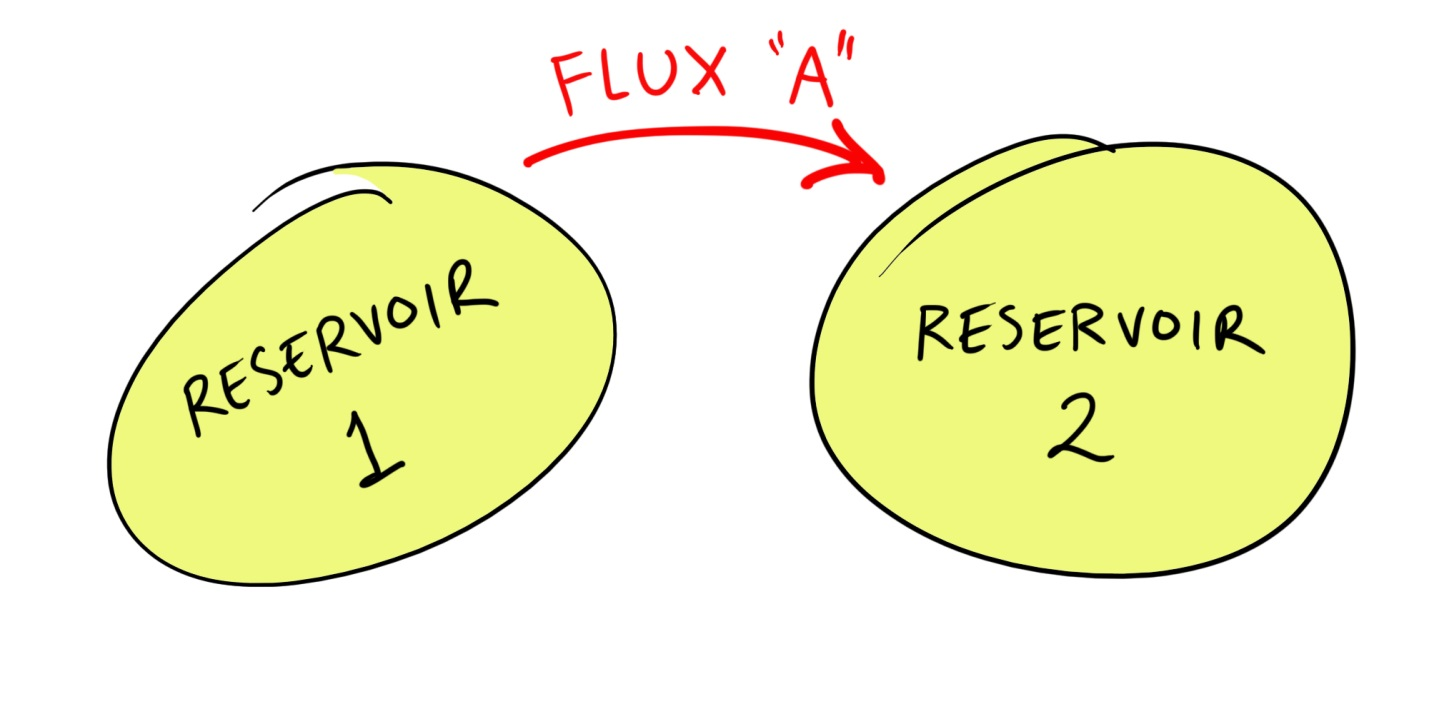 FLUX "A"
RESERVOIR
1
RESERVOIR
2